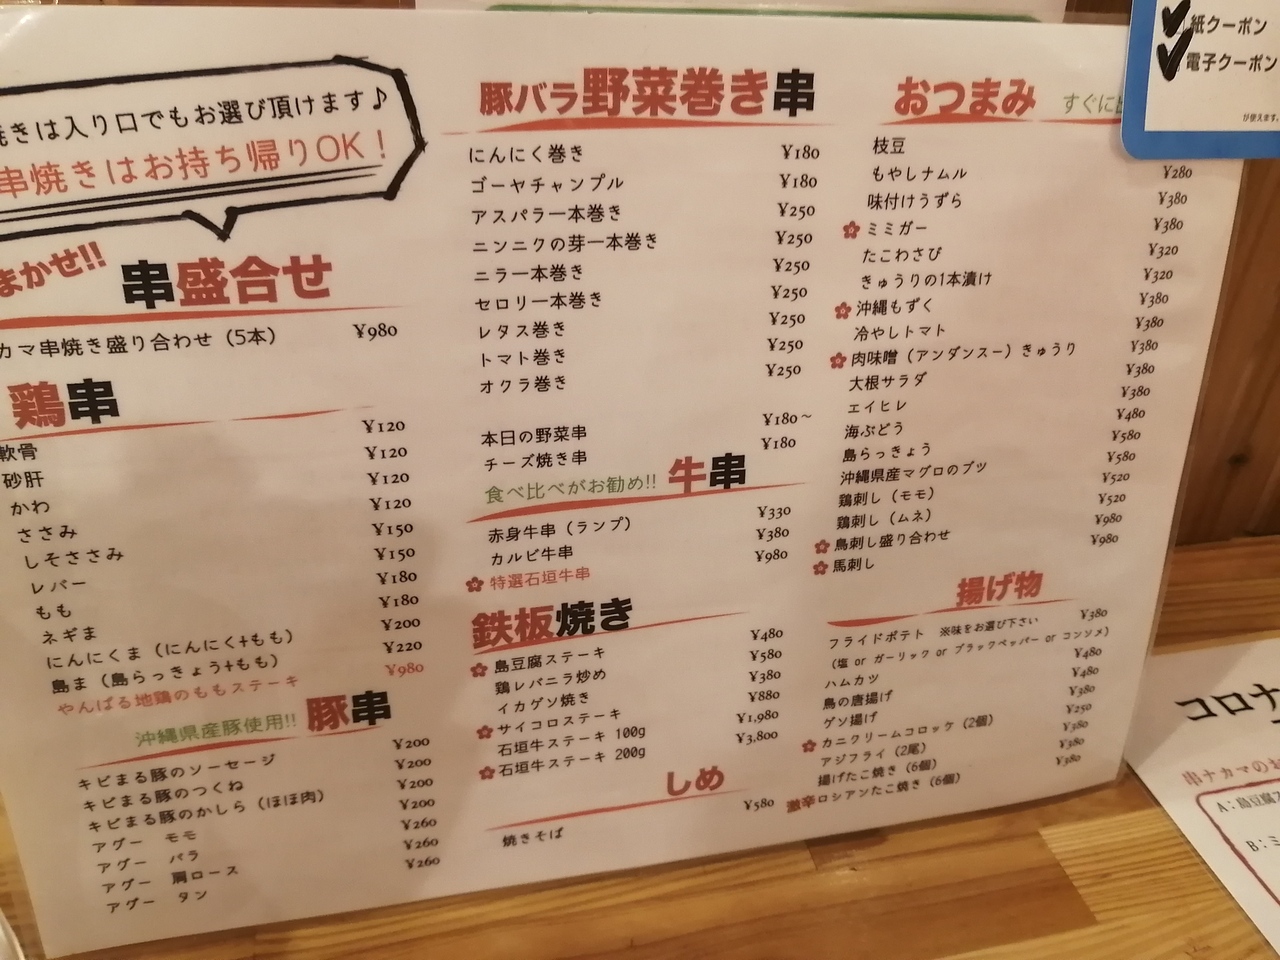 焼きは入り口でもお選び頂けます♪
串焼きはお持ち帰りOK！
まかせ!!
串盛合せ
カマ串焼き盛り合わせ（5本） ¥980
鶏串
軟骨 ¥120
砂肝 ¥120
かわ ¥120
ささみ ¥120
しそささみ ¥150
レバー ¥150
もも ¥180
ネギま ¥180
にんにくま（にんにく+もも） ¥200
島ま（島らっきょう+もも） ¥220
やんばる地鶏のももステーキ ¥980
沖縄県産豚使用!! 豚串
キビまる豚のソーセージ ¥200
キビまる豚のつくね ¥200
キビまる豚のかしら（ほほ肉） ¥200
アグー モモ ¥200
アグー バラ ¥260
アグー 肩ロース ¥260
アグー タン ¥260
豚バラ野菜巻き串
にんにく巻き ¥180
ゴーヤチャンプル ¥180
アスパラ一本巻き ¥250
ニンニクの芽一本巻き ¥250
ニラ一本巻き ¥250
セロリ一本巻き ¥250
レタス巻き ¥250
トマト巻き ¥250
オクラ巻き ¥250
本日の野菜串 ¥180～
チーズ焼き串 ¥180
食べ比べがお勧め!! 牛串
赤身牛串（ランプ） ¥330
カルビ牛串 ¥380
特選石垣牛串 ¥980
鉄板焼き
島豆腐ステーキ ¥480
鶏レバニラ炒め ¥580
イカゲソ焼き ¥380
サイコロステーキ ¥880
石垣牛ステーキ 100g ¥1,980
石垣牛ステーキ 200g ¥3,800
しめ
焼きそば ¥580
おつまみ すぐに
枝豆
もやしナムル ¥280
味付けうずら ¥380
ミミガー ¥380
たこわさび ¥320
きゅうりの1本漬け ¥320
沖縄もずく ¥380
冷やしトマト ¥380
肉味噌（アンダンスー）きゅうり ¥380
大根サラダ ¥380
エイヒレ ¥380
海ぶどう ¥480
島らっきょう ¥580
沖縄県産マグロのブツ ¥580
鶏刺し（モモ） ¥520
鶏刺し（ムネ） ¥520
鳥刺し盛り合わせ ¥980
馬刺し ¥980
揚げ物
フライドポテト ※味をお選び下さい ¥380
（塩 or ガーリック or ブラックペッパー or コンソメ）
ハムカツ ¥480
鳥の唐揚げ ¥480
ゲソ揚げ ¥380
カニクリームコロッケ（2個） ¥250
アジフライ（2尾） ¥380
揚げたこ焼き（6個） ¥380
激辛ロシアンたこ焼き（6個） ¥380
紙クーポン
電子クーポン
が使えます。
コロナ
串ナカマのお
A：島豆腐ス
B：ミ